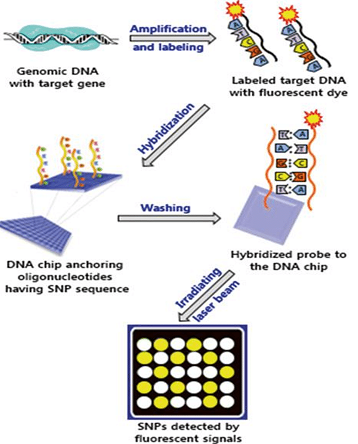 Amplification
and labeling
Genomic DNA
with target gene
Labeled target DNA
with fluorescent dye
Hybridization
Washing
DNA chip anchoring
oligonucleotides
having SNP sequence
Hybridized probe to
the DNA chip
Irradiating
laser beam
SNPs detected by
fluorescent signals